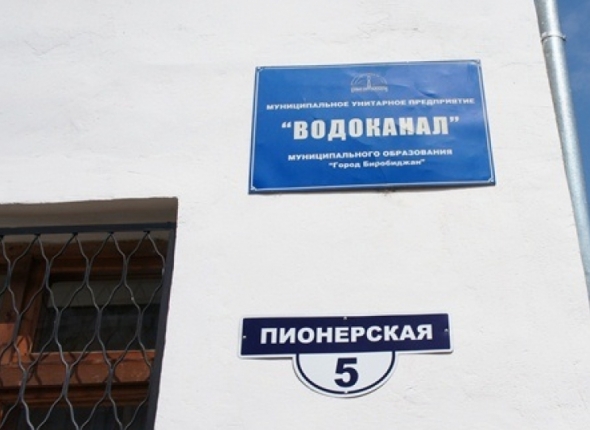 МУНИЦИПАЛЬНОЕ УНИТАРНОЕ ПРЕДПРИЯТИЕ
"ВОДОКАНАЛ"
МУНИЦИПАЛЬНОГО ОБРАЗОВАНИЯ
"Город Биробиджан"
ПИОНЕРСКАЯ
5